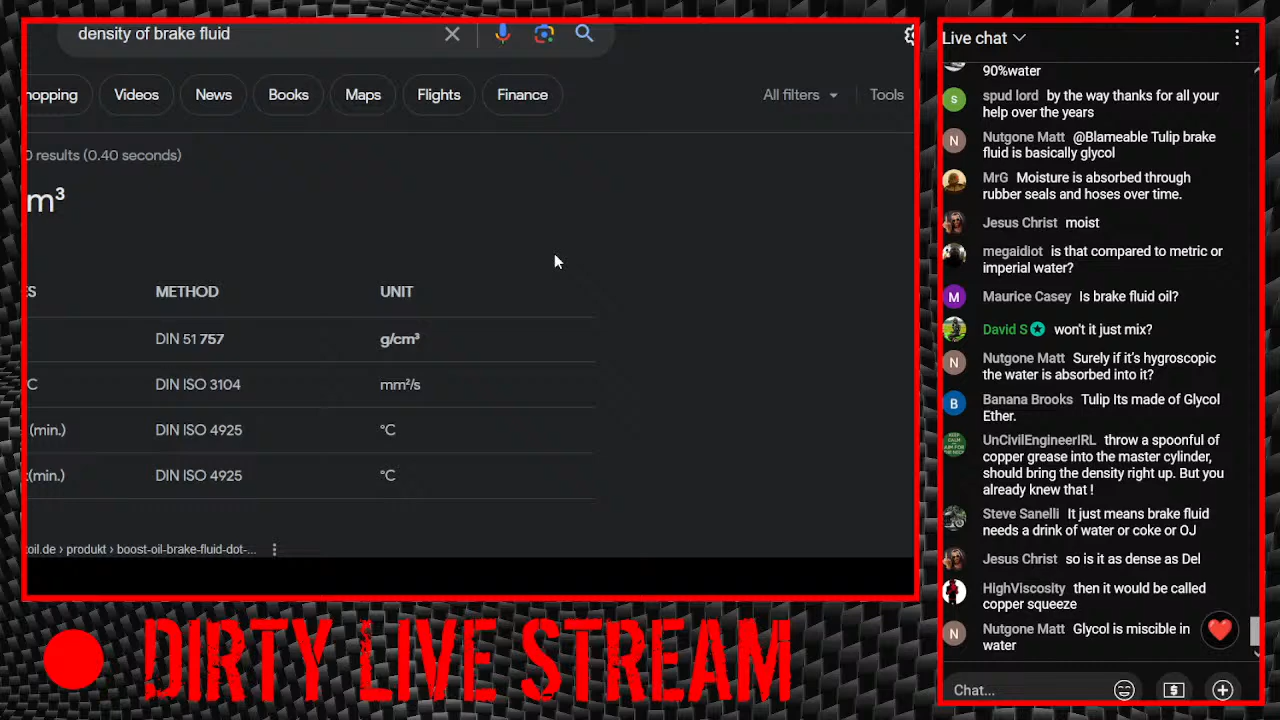 density of brake fluid
hopping
Videos
News
Books
Maps
Flights
Finance
All filters
Tools
0 results (0.40 seconds)
m³
ES METHOD UNIT
DIN 51 757 g/cm³
C DIN ISO 3104 mm²/s
(min.) DIN ISO 4925 °C
(min.) DIN ISO 4925 °C
oil.de › produkt › boost-oil-brake-fluid-dot-...
DIRTY LIVE STREAM
Live chat
90%water
spud lord by the way thanks for all your
help over the years
Nutgone Matt @Blameable Tulip brake
fluid is basically glycol
MrG Moisture is absorbed through
rubber seals and hoses over time.
Jesus Christ moist
megaidiot is that compared to metric or
imperial water?
Maurice Casey Is brake fluid oil?
David S won't it just mix?
Nutgone Matt Surely if it's hygroscopic
the water is absorbed into it?
Banana Brooks Tulip Its made of Glycol
Ether.
UnCivilEngineerIRL throw a spoonful of
copper grease into the master cylinder,
should bring the density right up. But you
already knew that !
Steve Sanelli It just means brake fluid
needs a drink of water or coke or OJ
Jesus Christ so is it as dense as Del
HighViscosity then it would be called
copper squeeze
Nutgone Matt Glycol is miscible in
water
Chat...